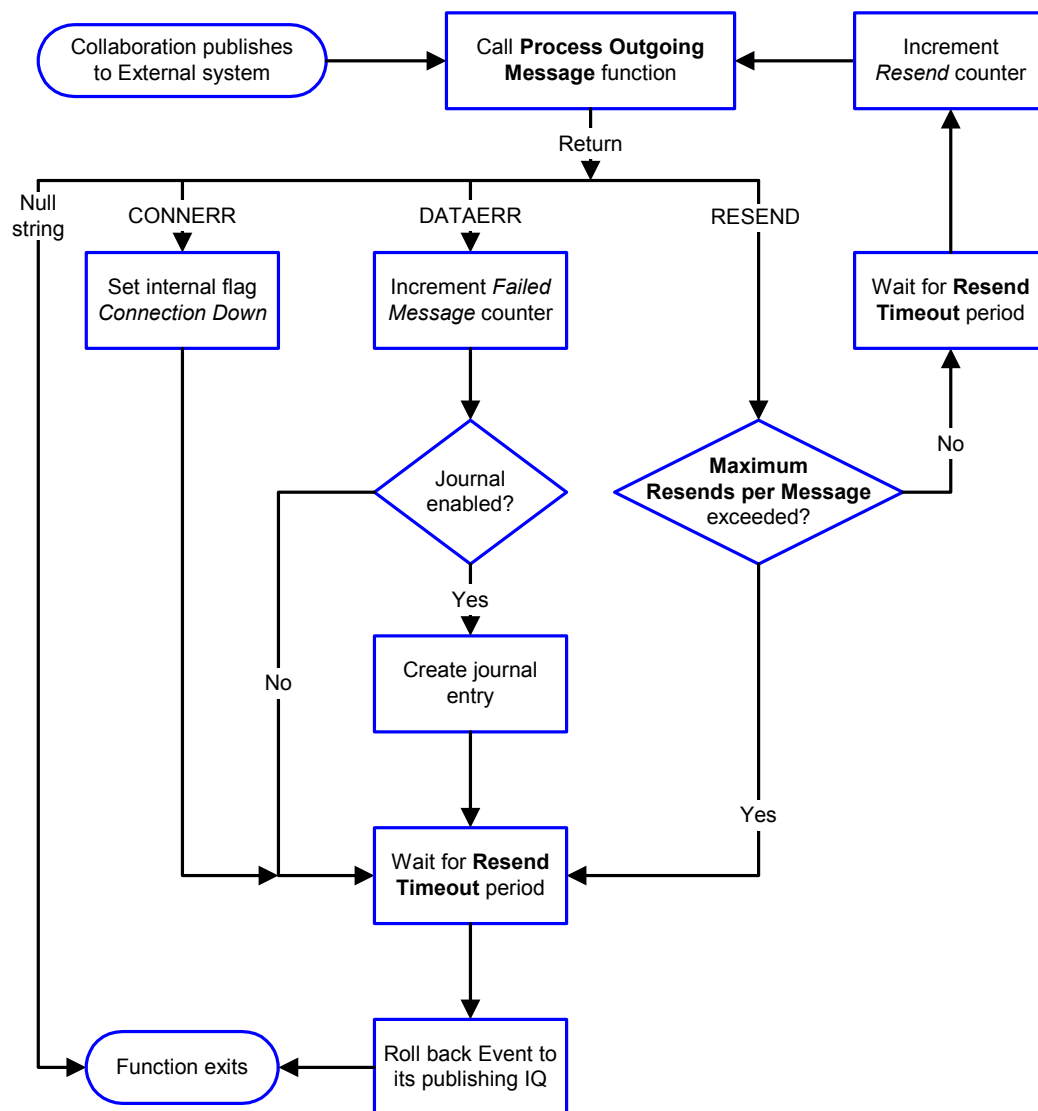 Collaboration publishes
to External system
Call Process Outgoing
Message function
Increment
Resend counter
Return
Null
string
CONNERR
DATAERR
RESEND
Set internal flag
Connection Down
Increment Failed
Message counter
Wait for Resend
Timeout period
No
Journal
enabled?
Maximum
Resends per Message
exceeded?
Yes
No
Create journal
entry
Yes
Wait for Resend
Timeout period
Function exits
Roll back Event to
its publishing IQ